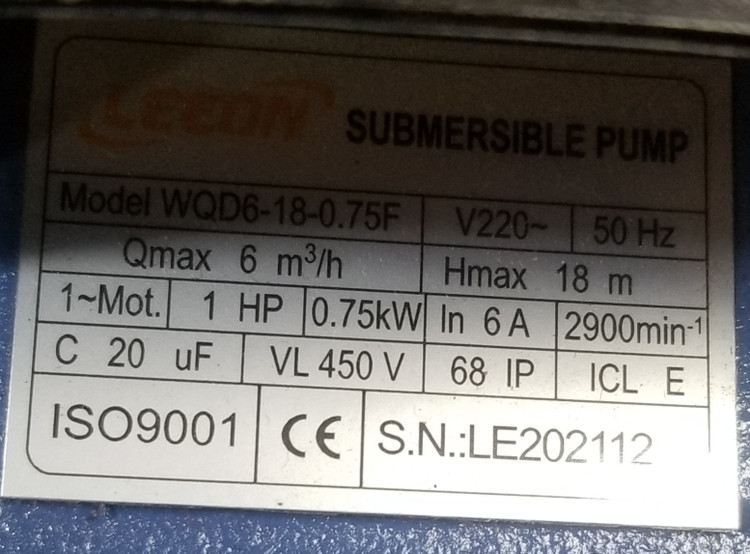 LEEON
SUBMERSIBLE PUMP
Model WQD6-18-0.75F V220~ 50 Hz
Qmax 6 m³/h Hmax 18 m
1~Mot. 1 HP 0.75kW In 6 A 2900min⁻¹
C 20 uF VL 450 V 68 IP ICL E
ISO9001 CE S.N.:LE202112